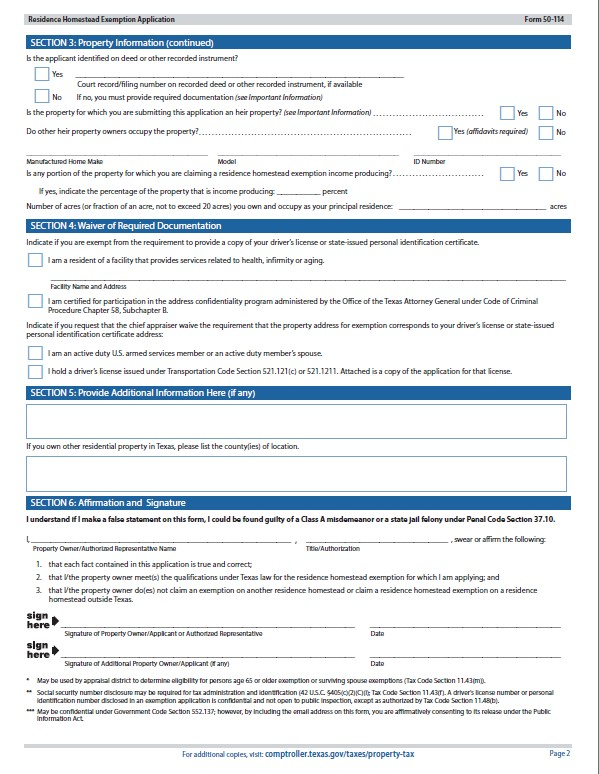 Residence Homestead Exemption Application Form 50-114
SECTION 3: Property Information (continued)
Is the applicant identified on deed or other recorded instrument?
Yes
Court record/filing number on recorded deed or other recorded instrument, if available
No If no, you must provide required documentation (see Important Information)
Is the property for which you are submitting this application an heir property? (see Important Information) Yes No
Do other heir property owners occupy the property? Yes (affidavits required) No
Manufactured Home Make Model ID Number
Is any portion of the property for which you are claiming a residence homestead exemption income producing? Yes No
If yes, indicate the percentage of the property that is income producing: percent
Number of acres (or fraction of an acre, not to exceed 20 acres) you own and occupy as your principal residence: acres
SECTION 4: Waiver of Required Documentation
Indicate if you are exempt from the requirement to provide a copy of your driver's license or state-issued personal identification certificate.
I am a resident of a facility that provides services related to health, infirmity or aging.
Facility Name and Address
I am certified for participation in the address confidentiality program administered by the Office of the Texas Attorney General under Code of Criminal
Procedure Chapter 58, Subchapter B.
Indicate if you request that the chief appraiser waive the requirement that the property address for exemption corresponds to your driver's license or state-issued
personal identification certificate address:
I am an active duty U.S. armed services member or an active duty member's spouse.
I hold a driver's license issued under Transportation Code Section 521.121(c) or 521.1211. Attached is a copy of the application for that license.
SECTION 5: Provide Additional Information Here (if any)
If you own other residential property in Texas, please list the county(ies) of location.
SECTION 6: Affirmation and Signature
I understand if I make a false statement on this form, I could be found guilty of a Class A misdemeanor or a state jail felony under Penal Code Section 37.10.
I, , , swear or affirm the following:
Property Owner/Authorized Representative Name Title/Authorization
1. that each fact contained in this application is true and correct;
2. that I/the property owner meet(s) the qualifications under Texas law for the residence homestead exemption for which I am applying; and
3. that I/the property owner do(es) not claim an exemption on another residence homestead or claim a residence homestead exemption on a residence
homestead outside Texas.
sign
here
Signature of Property Owner/Applicant or Authorized Representative Date
sign
here
Signature of Additional Property Owner/Applicant (if any) Date
* May be used by appraisal district to determine eligibility for persons age 65 or older exemption or surviving spouse exemptions (Tax Code Section 11.43(m)).
** Social security number disclosure may be required for tax administration and identification (42 U.S.C. §405(c)(2)(C)(i); Tax Code Section 11.43(f). A driver's license number or personal
identification number disclosed in an exemption application is confidential and not open to public inspection, except as authorized by Tax Code Section 11.48(b).
*** May be confidential under Government Code Section 552.137; however, by including the email address on this form, you are affirmatively consenting to its release under the Public
Information Act.
For additional copies, visit: comptroller.texas.gov/taxes/property-tax Page 2